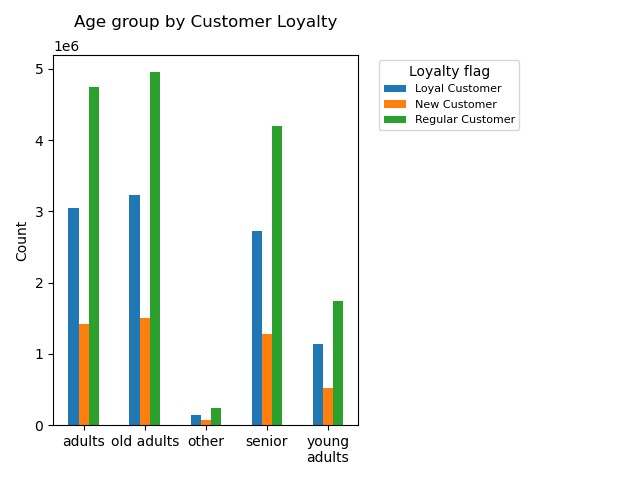 Age group by Customer Loyalty
1e6
5
4
3
2
1
0
Count
adults
old adults
other
senior
young
adults
Loyalty flag
Loyal Customer
New Customer
Regular Customer